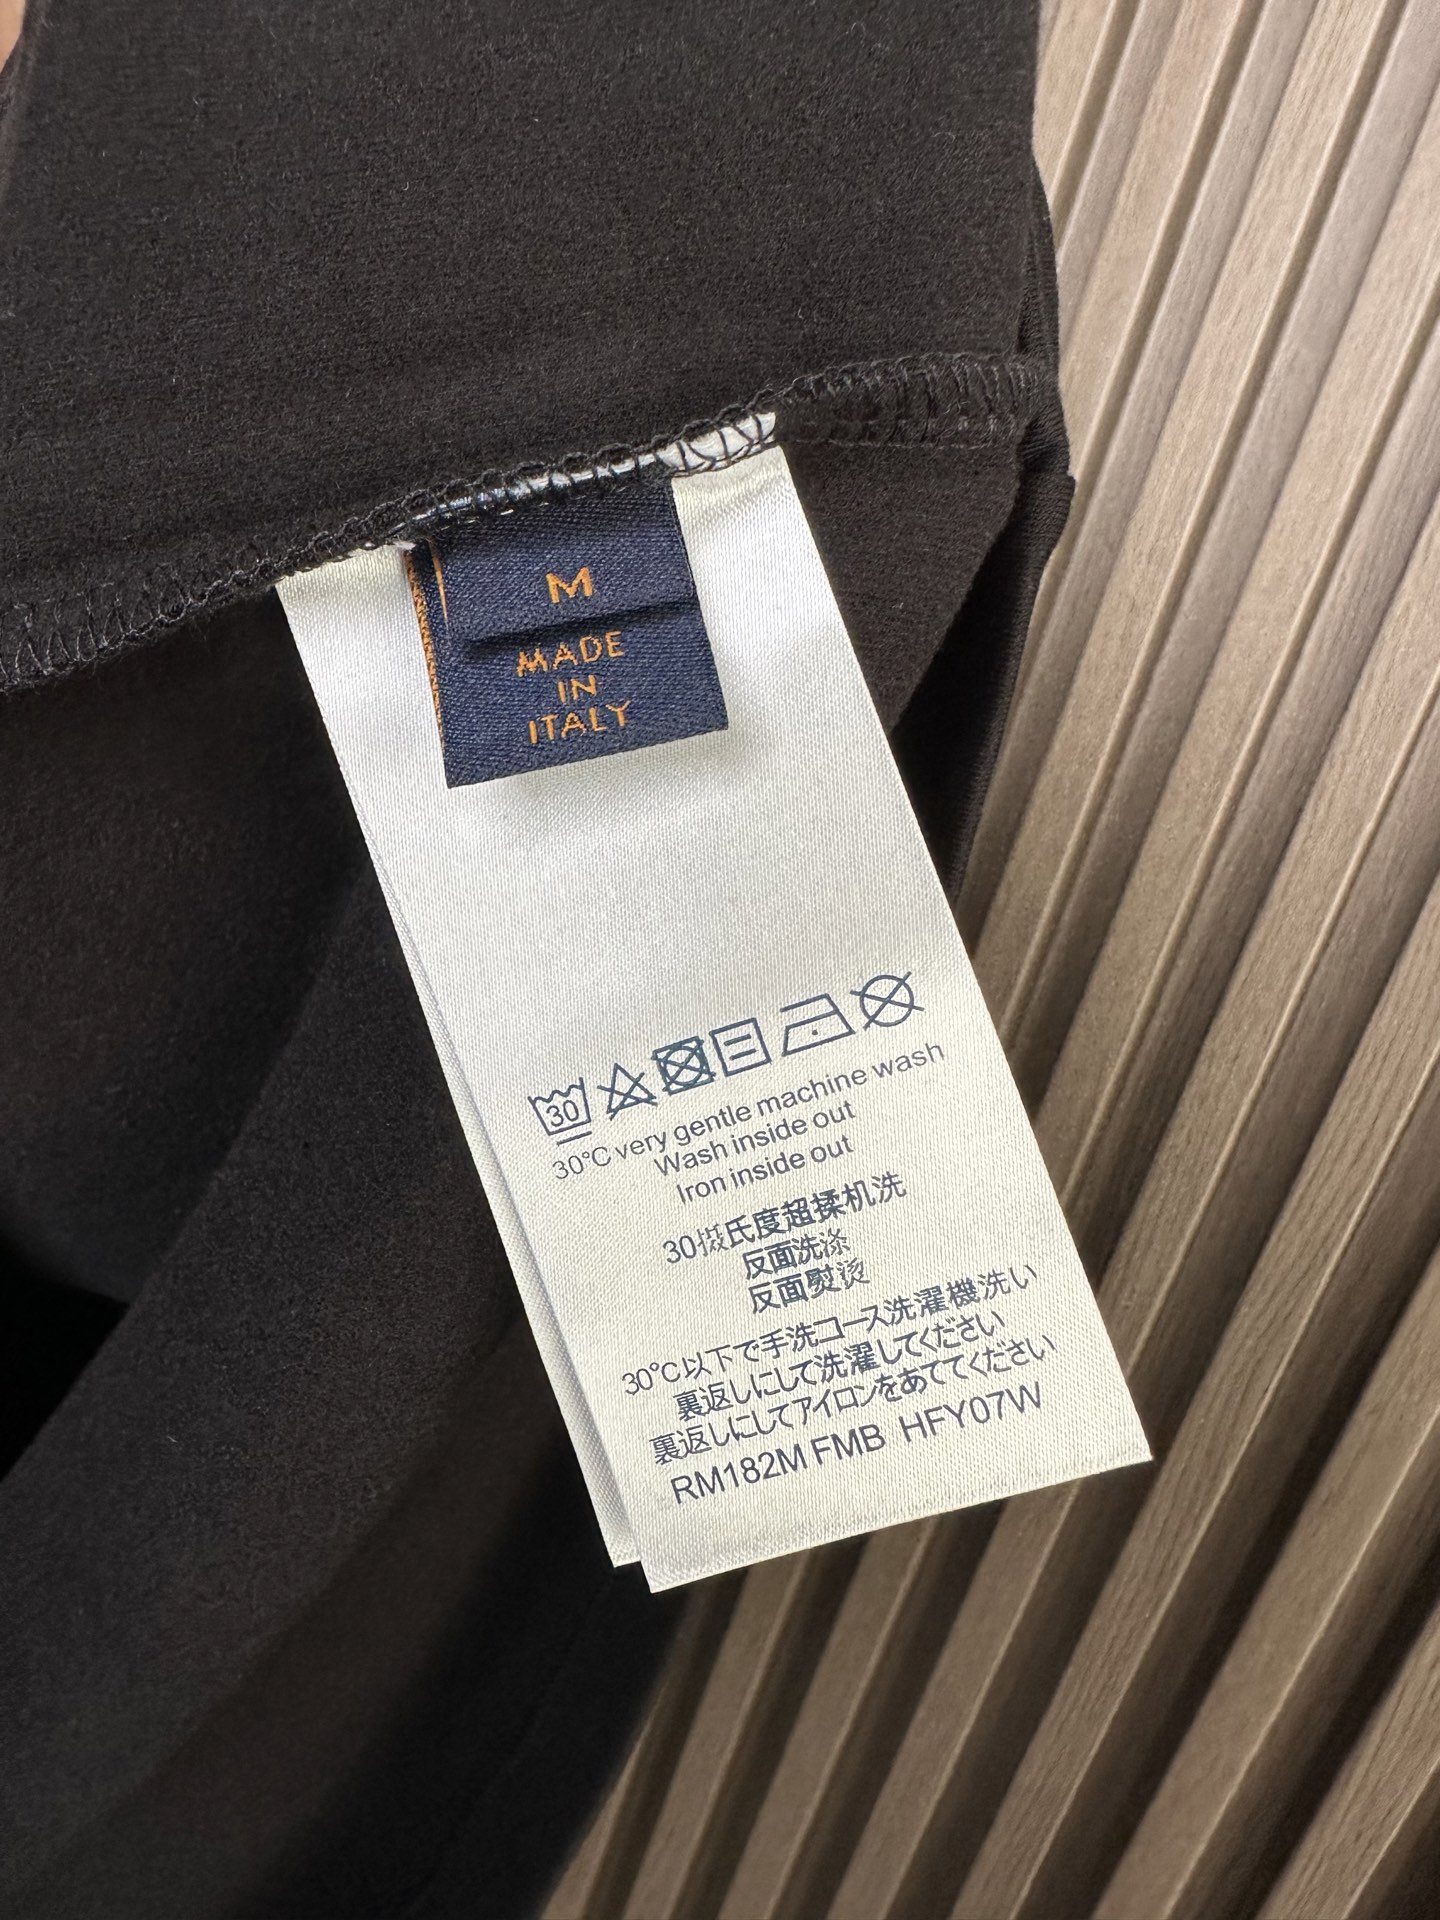 M
MADE
IN
ITALY
30
30°C very gentle machine wash
Wash inside out
Iron inside out
30摄氏度超揉机洗
反面洗涤
反面熨烫
30°C以下で手洗コース洗濯機洗い
裏返しにして洗濯してください
裏返しにしてアイロンをあててください
RM182M FMB HFY07W